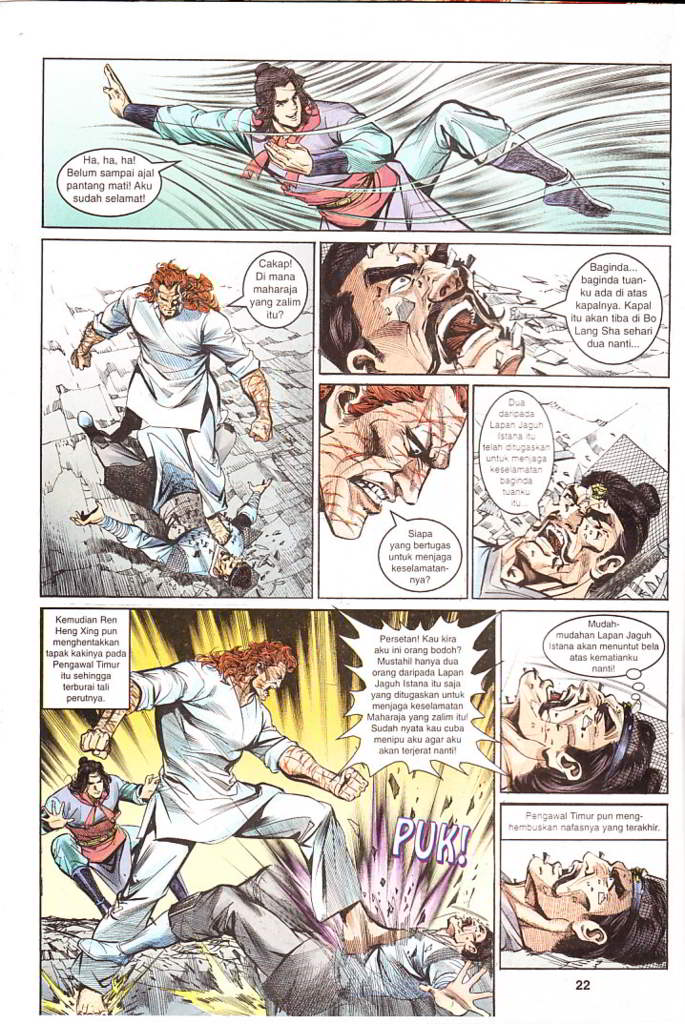 Ha, ha, ha!
Belum sampai ajal
pantang mati! Aku
sudah selamat!
Cakap!
Di mana
maharaja
yang zalim
itu?
Baginda...
baginda tuan-
ku ada di atas
kapalnya. Kapal
itu akan tiba di Bo
Lang Sha sehari
dua nanti...
Siapa
yang bertugas
untuk menjaga
keselamatan-
nya?
Dua
daripada
Lapan Jaguh
Istana itu
telah ditugaskan
untuk menjaga
keselamatan
baginda
tuanku
itu...
Kemudian Ren
Heng Xing pun
menghentakkan
tapak kakinya pada
Pengawal Timur
itu sehingga
terburai tali
perutnya.
Persetan! Kau kira
aku ini orang bodoh?
Mustahil hanya dua
orang daripada Lapan
Jaguh Istana itu saja
yang ditugaskan untuk
menjaga keselamatan
Maharaja yang zalim itu!
Sudah nyata kau cuba
menipu aku agar aku
akan terjerat nanti!
PUK!
Mudah-
mudahan Lapan Jaguh
Istana akan menuntut bela
atas kematianku
nanti!
Pengawal Timur pun meng-
hembuskan nafasnya yang terakhir.
22